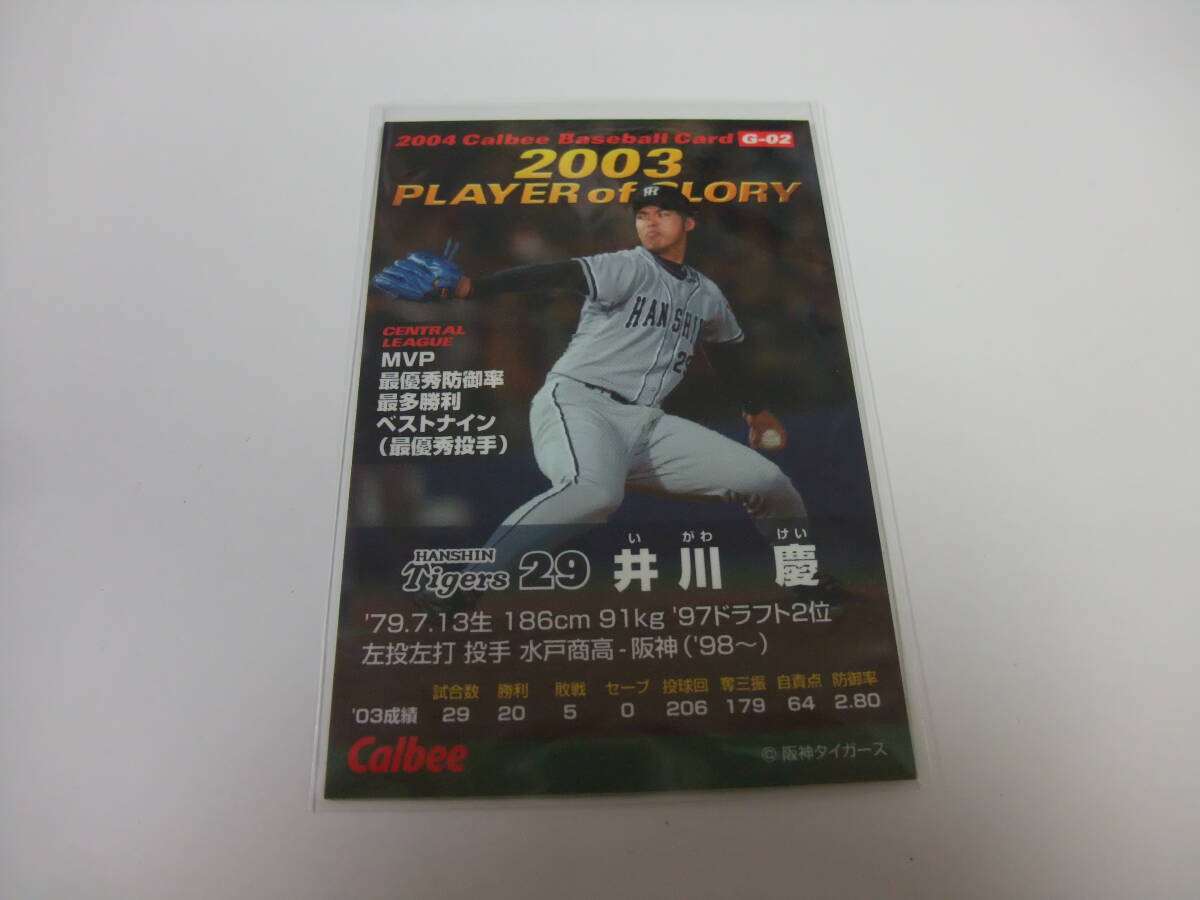 2004 Calbee Baseball Card G-02
2003
PLAYER of GLORY
HANSHIN
29
CENTRAL
LEAGUE
MVP
最優秀防御率
最多勝利
ベストナイン
(最優秀投手)
い がわ けい
HANSHIN
Tigers 29 井川 慶
'79.7.13生 186cm 91kg '97ドラフト2位
左投左打 投手 水戸商高-阪神('98~)
試合数 勝利 敗戦 セーブ 投球回 奪三振 自責点 防御率
'03成績 29 20 5 0 206 179 64 2.80
Calbee
© 阪神タイガース